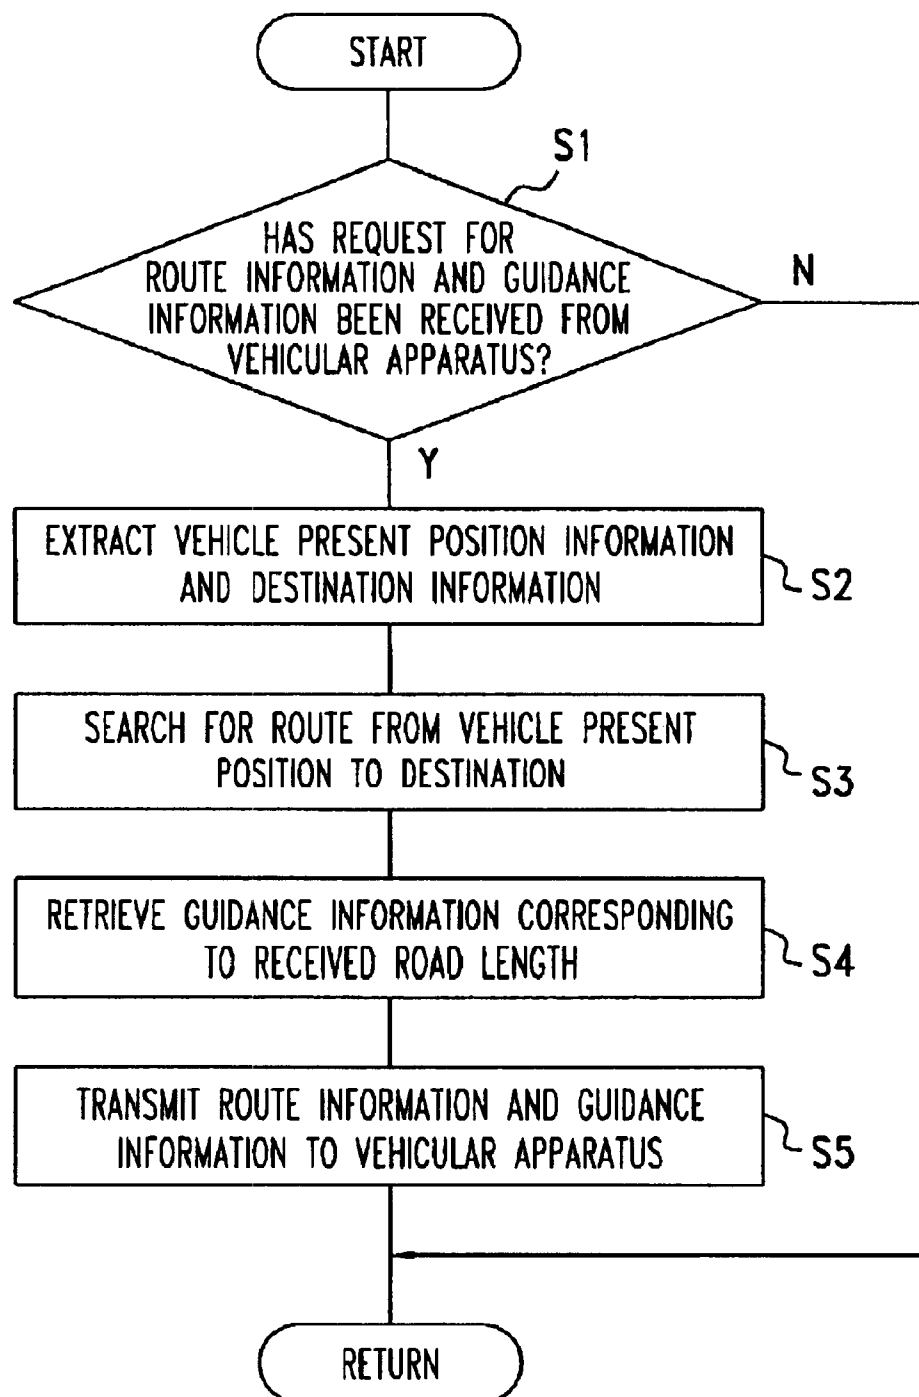 START
S1
HAS REQUEST FOR
ROUTE INFORMATION AND GUIDANCE
INFORMATION BEEN RECEIVED FROM
VEHICULAR APPARATUS?
N
Y
EXTRACT VEHICLE PRESENT POSITION INFORMATION
AND DESTINATION INFORMATION
S2
SEARCH FOR ROUTE FROM VEHICLE PRESENT
POSITION TO DESTINATION
S3
RETRIEVE GUIDANCE INFORMATION CORRESPONDING
TO RECEIVED ROAD LENGTH
S4
TRANSMIT ROUTE INFORMATION AND GUIDANCE
INFORMATION TO VEHICULAR APPARATUS
S5
RETURN